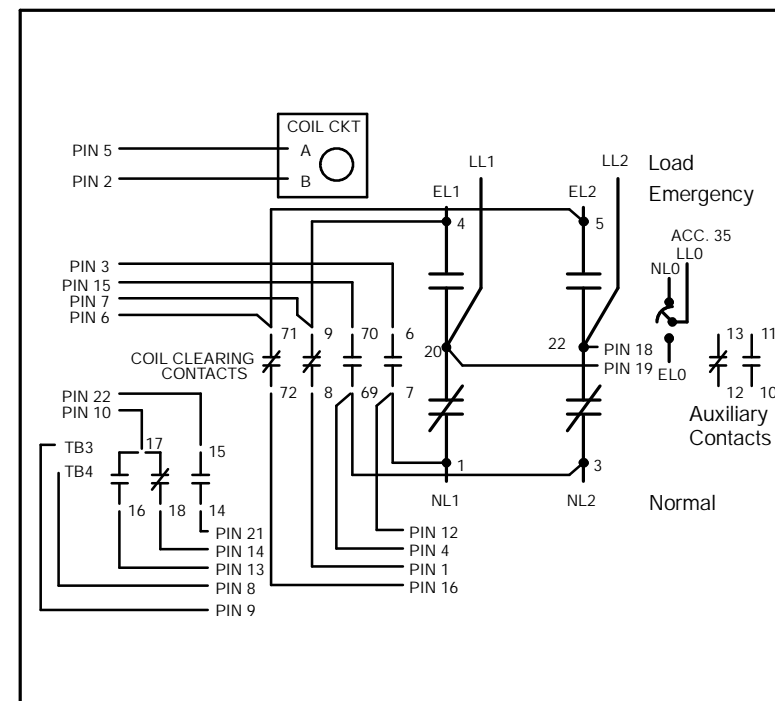 COIL CKT
PIN 5
A
PIN 2
B
LL1
LL2
Load
EL1
EL2
Emergency
4
5
ACC. 35
LL0
NL0
PIN 3
PIN 15
PIN 7
PIN 6
71
9
70
6
20
22
PIN 18
PIN 19
EL0
13
11
12
10
COIL CLEARING
CONTACTS
72
8
69
7
Auxiliary
Contacts
PIN 22
PIN 10
TB3
17
15
TB4
16
18
14
1
3
NL1
NL2
Normal
PIN 21
PIN 14
PIN 13
PIN 8
PIN 9
PIN 12
PIN 4
PIN 1
PIN 16